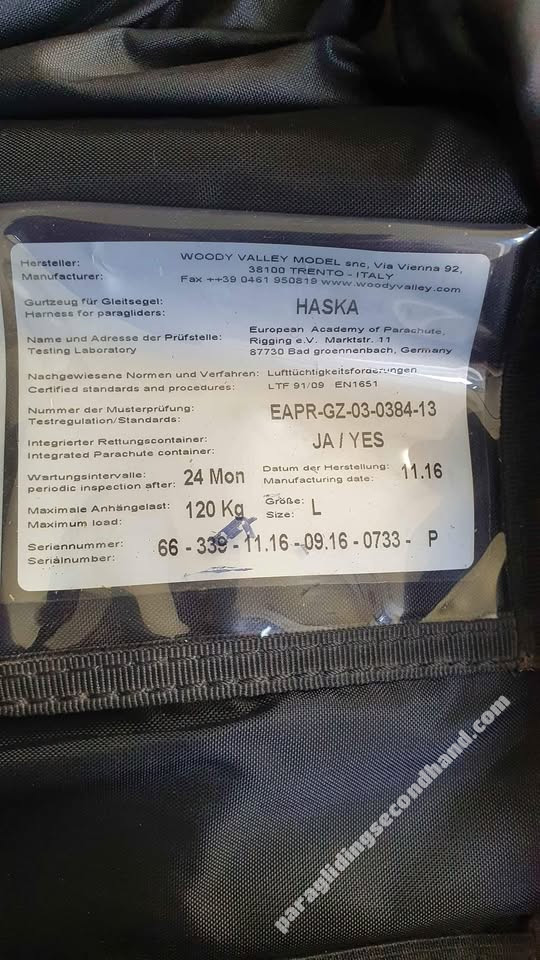 Hersteller: WOODY VALLEY MODEL snc, Via Vienna 92,
Manufacturer: 38100 TRENTO - ITALY
Fax ++39 0461 950819 www.woodyvalley.com
Gurtzeug für Gleitsegel:
Harness for paragliders: HASKA
Name und Adresse der Prüfstelle: European Academy of Parachute,
Testing Laboratory Rigging e.V. Marktstr. 11
87730 Bad groennenbach, Germany
Nachgewiesene Normen und Verfahren: Lufttüchtigkeitsforderungen
Certified standards and procedures: LTF 91/09 EN1651
Nummer der Musterprüfung:
Testregulation/Standards: EAPR-GZ-03-0384-13
Integrierter Rettungscontainer:
Integrated Parachute container: JA / YES
Wartungsintervalle: 24 Mon Datum der Herstellung: 11.16
periodic inspection after: Manufacturing date:
Maximale Anhängelast: 120 Kg Größe: L
Maximum load: Size:
Seriennummer: 66 - 339 - 11.16 - 09.16 - 0733 - P
Serialnumber:
paraglidingsecondhand.com